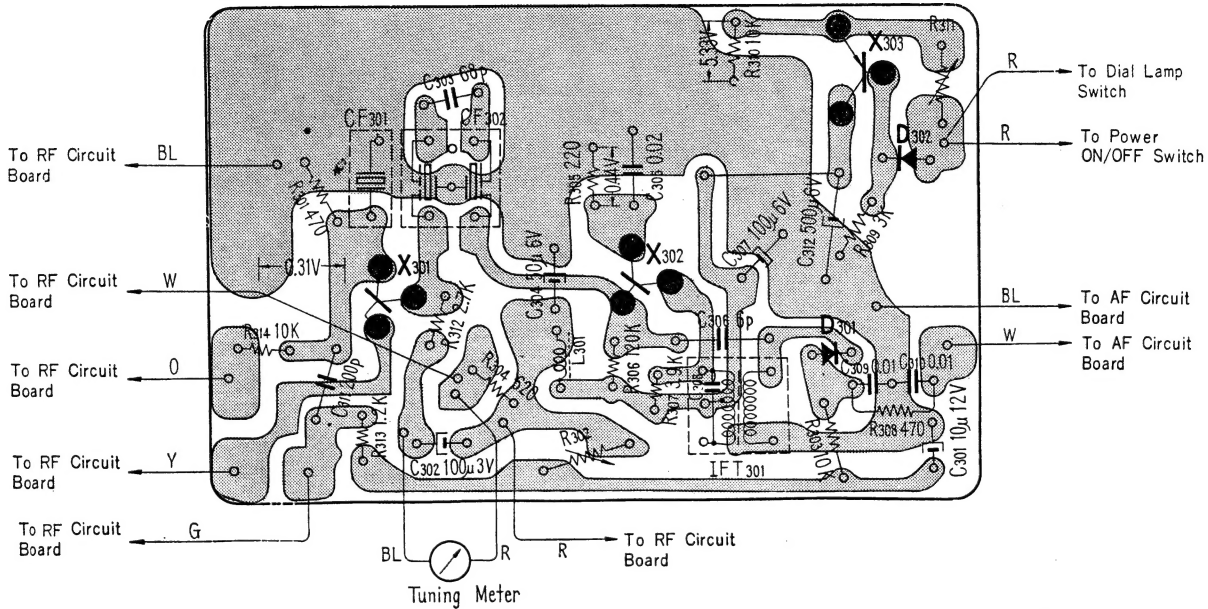 R311
X303
5.33V
R310 10K
R
To Dial Lamp
Switch
D302
R
To Power
ON/OFF Switch
C303 68p
CF301
CF302
To RF Circuit
Board
BL
R301 470
R305 220
0.44V
C305 0.02
C307 100μ 6V
C312 500μ 6V
R309 3K
0.31V
X301
X302
C304 50μ 6V
To RF Circuit
Board
W
R312 2.7K
BL
To AF Circuit
Board
R314 10K
L301
C306 6p
D301
W
To AF Circuit
Board
C309 0.01
C310 0.01
To RF Circuit
Board
O
C311 200p
R304 620
R306 120K
R307 3.9K
C308
R308 470
R313 1.2K
R302
C302 100μ 3V
IFT301
C301 10μ 12V
To RF Circuit
Board
Y
To RF Circuit
Board
G
BL
R
R
To RF Circuit
Board
Tuning Meter